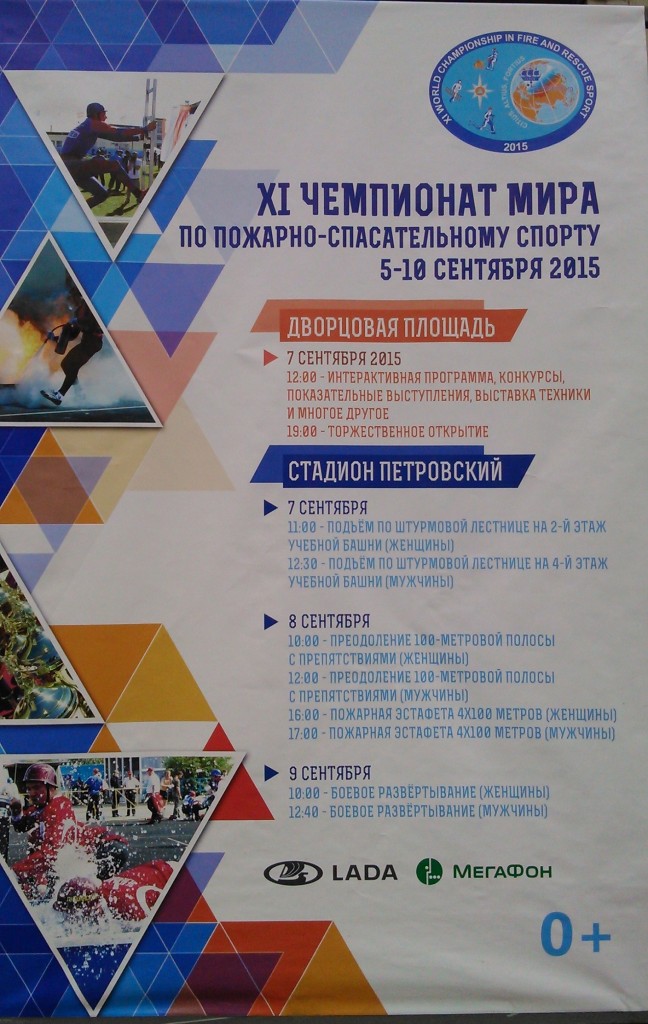 XI WORLD CHAMPIONSHIP IN FIRE AND RESCUE SPORT
CITIUS ALTIUS FORTIUS
2015
XI ЧЕМПИОНАТ МИРА
ПО ПОЖАРНО-СПАСАТЕЛЬНОМУ СПОРТУ
5-10 СЕНТЯБРЯ 2015
ДВОРЦОВАЯ ПЛОЩАДЬ
7 СЕНТЯБРЯ 2015
12:00 - ИНТЕРАКТИВНАЯ ПРОГРАММА, КОНКУРСЫ,
ПОКАЗАТЕЛЬНЫЕ ВЫСТУПЛЕНИЯ, ВЫСТАВКА ТЕХНИКИ
И МНОГОЕ ДРУГОЕ
19:00 - ТОРЖЕСТВЕННОЕ ОТКРЫТИЕ
СТАДИОН ПЕТРОВСКИЙ
7 СЕНТЯБРЯ
11:00 - ПОДЪЁМ ПО ШТУРМОВОЙ ЛЕСТНИЦЕ НА 2-Й ЭТАЖ
УЧЕБНОЙ БАШНИ (ЖЕНЩИНЫ)
12:30 - ПОДЪЁМ ПО ШТУРМОВОЙ ЛЕСТНИЦЕ НА 4-Й ЭТАЖ
УЧЕБНОЙ БАШНИ (МУЖЧИНЫ)
8 СЕНТЯБРЯ
10:00 - ПРЕОДОЛЕНИЕ 100-МЕТРОВОЙ ПОЛОСЫ
С ПРЕПЯТСТВИЯМИ (ЖЕНЩИНЫ)
12:00 - ПРЕОДОЛЕНИЕ 100-МЕТРОВОЙ ПОЛОСЫ
С ПРЕПЯТСТВИЯМИ (МУЖЧИНЫ)
16:00 - ПОЖАРНАЯ ЭСТАФЕТА 4Х100 МЕТРОВ (ЖЕНЩИНЫ)
17:00 - ПОЖАРНАЯ ЭСТАФЕТА 4Х100 МЕТРОВ (МУЖЧИНЫ)
9 СЕНТЯБРЯ
10:00 - БОЕВОЕ РАЗВЁРТЫВАНИЕ (ЖЕНЩИНЫ)
12:40 - БОЕВОЕ РАЗВЁРТЫВАНИЕ (МУЖЧИНЫ)
LADA МЕГАФОН
0+